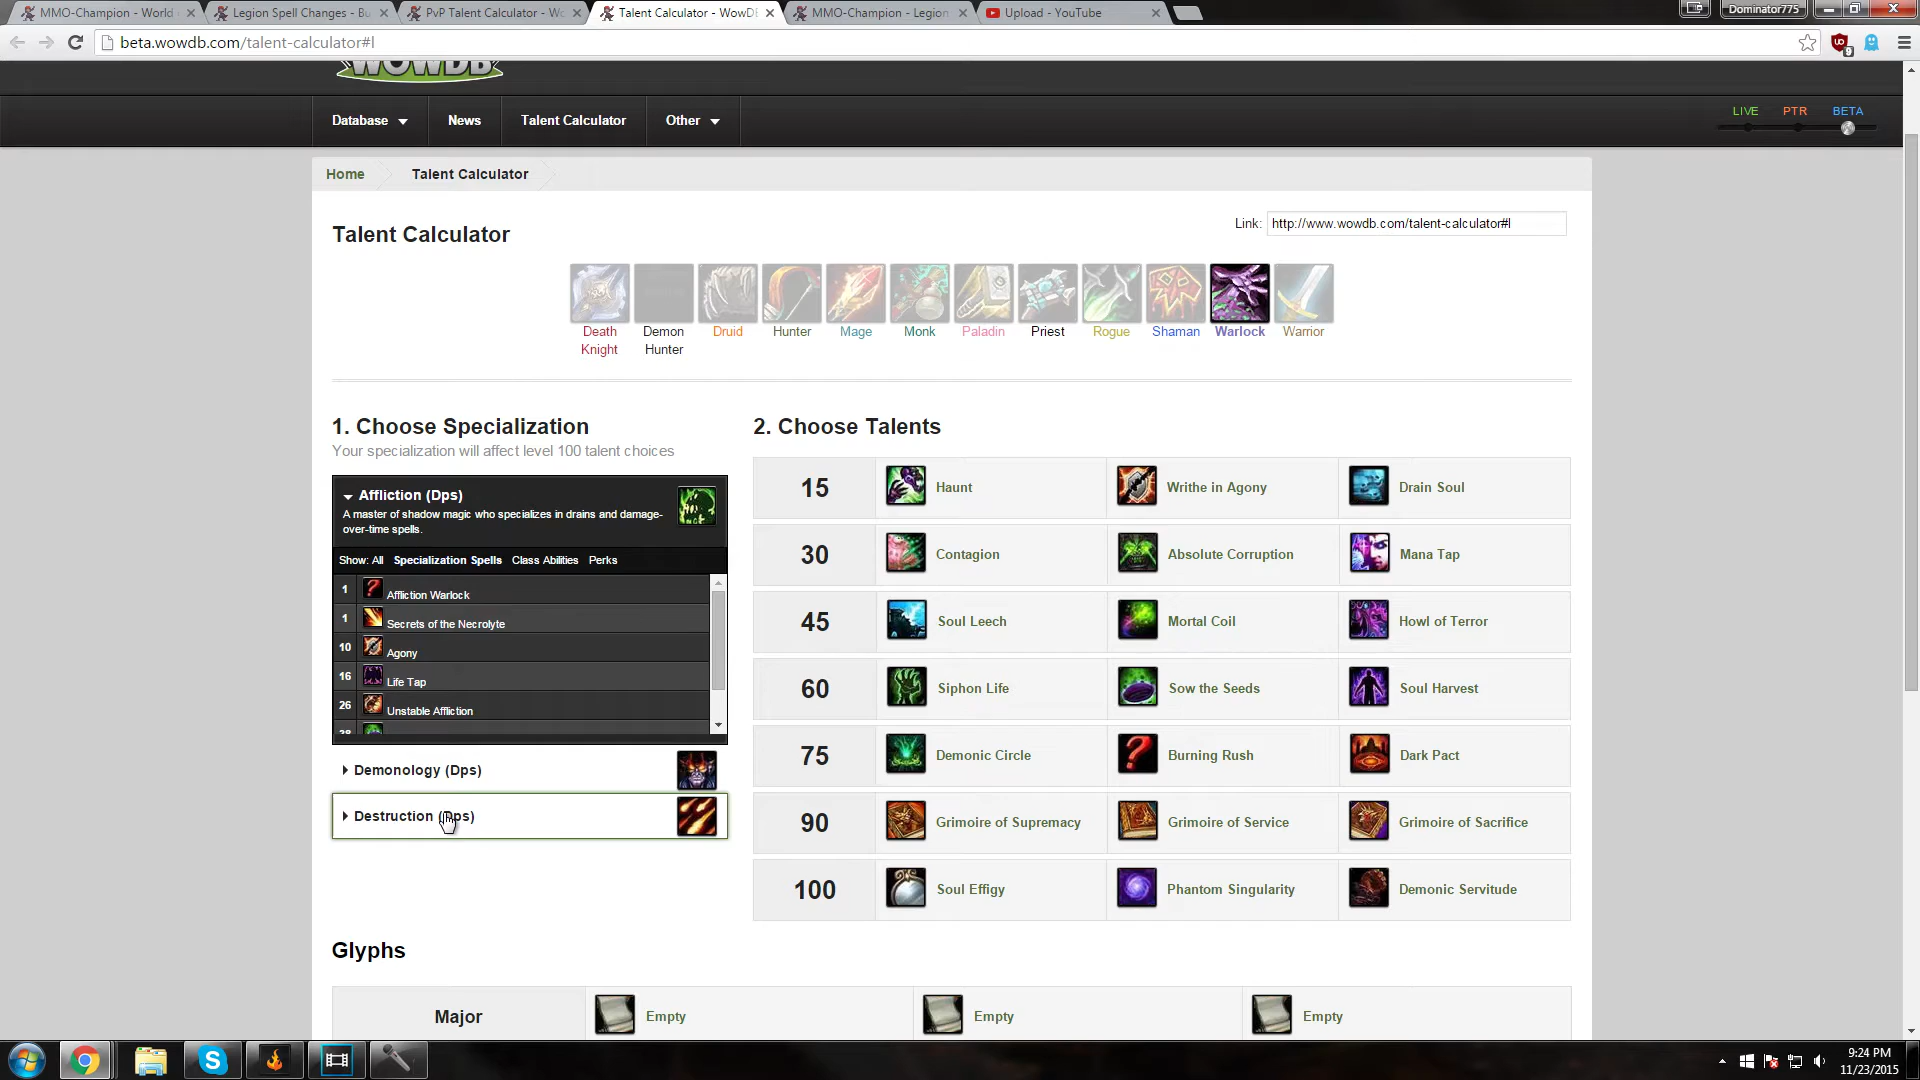 MMO-Champion - World
Legion Spell Changes - Bu
PvP Talent Calculator - Wo
Talent Calculator - WowDB
MMO-Champion - Legion
Upload - YouTube
Dominator775
beta.wowdb.com/talent-calculator#l
WOWDB
Database
News
Talent Calculator
Other
LIVE
PTR
BETA
Home
Talent Calculator
Talent Calculator
Link:
http://www.wowdb.com/talent-calculator#l
Death Knight
Demon Hunter
Druid
Hunter
Mage
Monk
Paladin
Priest
Rogue
Shaman
Warlock
Warrior
1. Choose Specialization
Your specialization will affect level 100 talent choices
Affliction (Dps)
A master of shadow magic who specializes in drains and damage-
over-time spells.
Show: All Specialization Spells Class Abilities Perks
1 Affliction Warlock
1 Secrets of the Necrolyte
10 Agony
16 Life Tap
26 Unstable Affliction
38
Demonology (Dps)
Destruction (Dps)
2. Choose Talents
15 Haunt Writhe in Agony Drain Soul
30 Contagion Absolute Corruption Mana Tap
45 Soul Leech Mortal Coil Howl of Terror
60 Siphon Life Sow the Seeds Soul Harvest
75 Demonic Circle Burning Rush Dark Pact
90 Grimoire of Supremacy Grimoire of Service Grimoire of Sacrifice
100 Soul Effigy Phantom Singularity Demonic Servitude
Glyphs
Major Empty Empty Empty
9:24 PM
11/23/2015